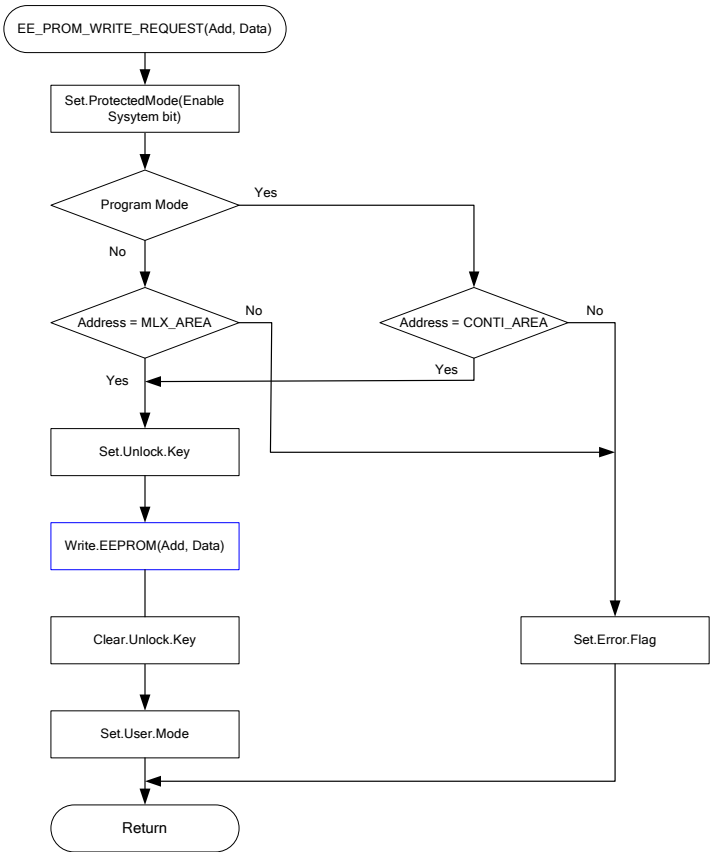 EE_PROM_WRITE_REQUEST(Add, Data)
Set.ProtectedMode(Enable
Sysytem bit)
Program Mode
Yes
No
Address = MLX_AREA
No
Address = CONTI_AREA
No
Yes
Yes
Set.Unlock.Key
Write.EEPROM(Add, Data)
Clear.Unlock.Key
Set.Error.Flag
Set.User.Mode
Return